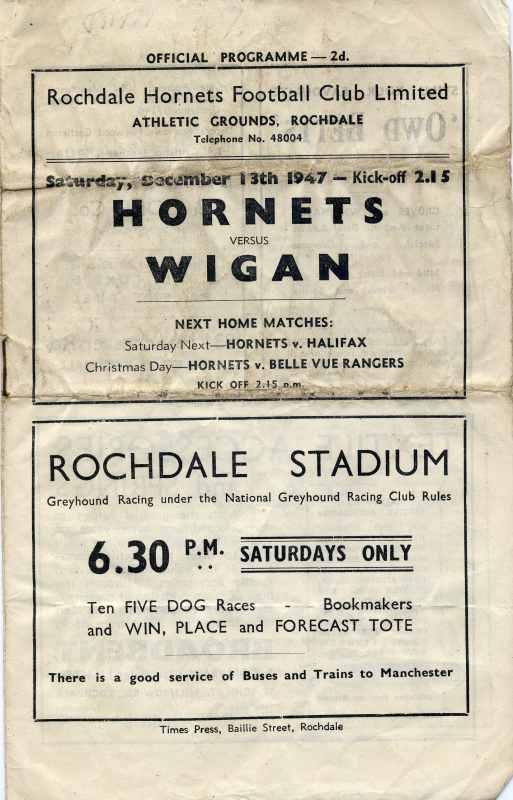 OFFICIAL PROGRAMME — 2d.
Rochdale Hornets Football Club Limited
ATHLETIC GROUNDS, ROCHDALE
Telephone No. 48004
Saturday, December 13th 1947 — Kick-off 2.15
HORNETS
VERSUS
WIGAN
NEXT HOME MATCHES:
Saturday Next—HORNETS v. HALIFAX
Christmas Day—HORNETS v. BELLE VUE RANGERS
KICK OFF 2.15 p.m.
ROCHDALE STADIUM
Greyhound Racing under the National Greyhound Racing Club Rules
6.30 P.M. SATURDAYS ONLY
Ten FIVE DOG Races - Bookmakers
and WIN, PLACE and FORECAST TOTE
There is a good service of Buses and Trains to Manchester
Times Press, Baillie Street, Rochdale